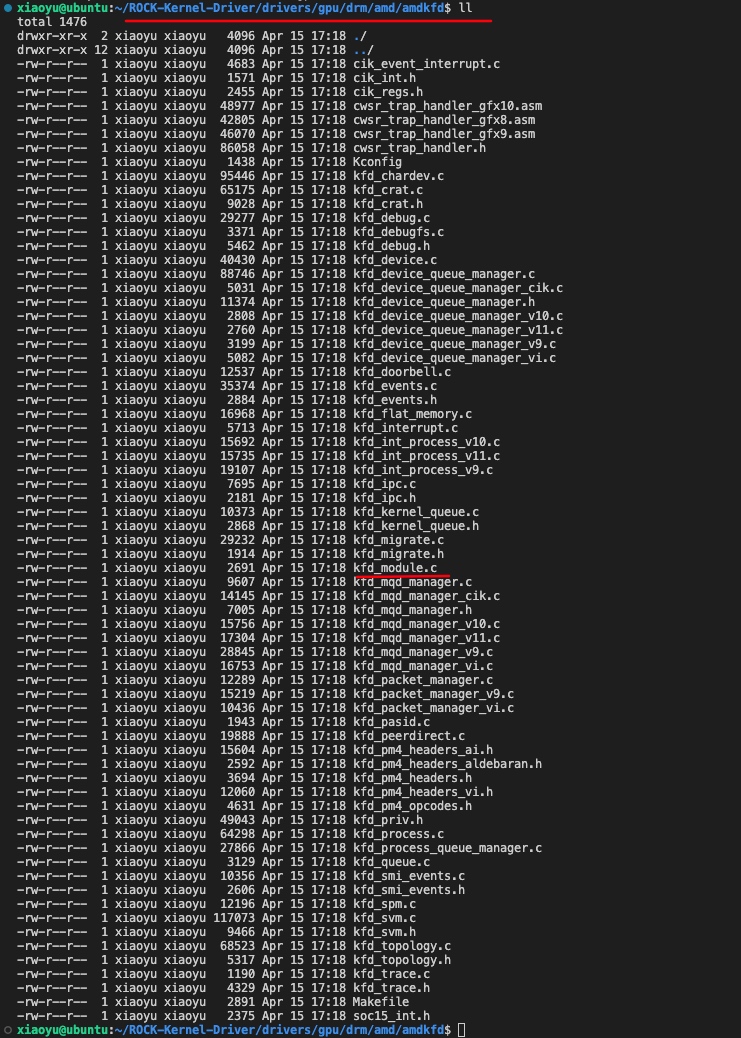 xiaoyu@ubuntu:~/ROCK-Kernel-Driver/drivers/gpu/drm/amd/amdkfd$ ll
total 1476
drwxr-xr-x  2 xiaoyu xiaoyu   4096 Apr 15 17:18 ./
drwxr-xr-x 12 xiaoyu xiaoyu   4096 Apr 15 17:18 ../
-rw-r--r--  1 xiaoyu xiaoyu   4683 Apr 15 17:18 cik_event_interrupt.c
-rw-r--r--  1 xiaoyu xiaoyu   1571 Apr 15 17:18 cik_int.h
-rw-r--r--  1 xiaoyu xiaoyu   2455 Apr 15 17:18 cik_regs.h
-rw-r--r--  1 xiaoyu xiaoyu  48977 Apr 15 17:18 cwsr_trap_handler_gfx10.asm
-rw-r--r--  1 xiaoyu xiaoyu  42805 Apr 15 17:18 cwsr_trap_handler_gfx8.asm
-rw-r--r--  1 xiaoyu xiaoyu  46070 Apr 15 17:18 cwsr_trap_handler_gfx9.asm
-rw-r--r--  1 xiaoyu xiaoyu  86058 Apr 15 17:18 cwsr_trap_handler.h
-rw-r--r--  1 xiaoyu xiaoyu   1438 Apr 15 17:18 Kconfig
-rw-r--r--  1 xiaoyu xiaoyu  95446 Apr 15 17:18 kfd_chardev.c
-rw-r--r--  1 xiaoyu xiaoyu  65175 Apr 15 17:18 kfd_crat.c
-rw-r--r--  1 xiaoyu xiaoyu   9028 Apr 15 17:18 kfd_crat.h
-rw-r--r--  1 xiaoyu xiaoyu  29277 Apr 15 17:18 kfd_debug.c
-rw-r--r--  1 xiaoyu xiaoyu   3371 Apr 15 17:18 kfd_debugfs.c
-rw-r--r--  1 xiaoyu xiaoyu   5462 Apr 15 17:18 kfd_debug.h
-rw-r--r--  1 xiaoyu xiaoyu  40430 Apr 15 17:18 kfd_device.c
-rw-r--r--  1 xiaoyu xiaoyu  88746 Apr 15 17:18 kfd_device_queue_manager.c
-rw-r--r--  1 xiaoyu xiaoyu   5031 Apr 15 17:18 kfd_device_queue_manager_cik.c
-rw-r--r--  1 xiaoyu xiaoyu  11374 Apr 15 17:18 kfd_device_queue_manager.h
-rw-r--r--  1 xiaoyu xiaoyu   2808 Apr 15 17:18 kfd_device_queue_manager_v10.c
-rw-r--r--  1 xiaoyu xiaoyu   2760 Apr 15 17:18 kfd_device_queue_manager_v11.c
-rw-r--r--  1 xiaoyu xiaoyu   3199 Apr 15 17:18 kfd_device_queue_manager_v9.c
-rw-r--r--  1 xiaoyu xiaoyu   5082 Apr 15 17:18 kfd_device_queue_manager_vi.c
-rw-r--r--  1 xiaoyu xiaoyu  12537 Apr 15 17:18 kfd_doorbell.c
-rw-r--r--  1 xiaoyu xiaoyu  35374 Apr 15 17:18 kfd_events.c
-rw-r--r--  1 xiaoyu xiaoyu   2884 Apr 15 17:18 kfd_events.h
-rw-r--r--  1 xiaoyu xiaoyu  16968 Apr 15 17:18 kfd_flat_memory.c
-rw-r--r--  1 xiaoyu xiaoyu   5713 Apr 15 17:18 kfd_interrupt.c
-rw-r--r--  1 xiaoyu xiaoyu  15692 Apr 15 17:18 kfd_int_process_v10.c
-rw-r--r--  1 xiaoyu xiaoyu  15735 Apr 15 17:18 kfd_int_process_v11.c
-rw-r--r--  1 xiaoyu xiaoyu  19107 Apr 15 17:18 kfd_int_process_v9.c
-rw-r--r--  1 xiaoyu xiaoyu   7695 Apr 15 17:18 kfd_ipc.c
-rw-r--r--  1 xiaoyu xiaoyu   2181 Apr 15 17:18 kfd_ipc.h
-rw-r--r--  1 xiaoyu xiaoyu  10373 Apr 15 17:18 kfd_kernel_queue.c
-rw-r--r--  1 xiaoyu xiaoyu   2868 Apr 15 17:18 kfd_kernel_queue.h
-rw-r--r--  1 xiaoyu xiaoyu  29232 Apr 15 17:18 kfd_migrate.c
-rw-r--r--  1 xiaoyu xiaoyu   1914 Apr 15 17:18 kfd_migrate.h
-rw-r--r--  1 xiaoyu xiaoyu   2691 Apr 15 17:18 kfd_module.c
-rw-r--r--  1 xiaoyu xiaoyu   9607 Apr 15 17:18 kfd_mqd_manager.c
-rw-r--r--  1 xiaoyu xiaoyu  14145 Apr 15 17:18 kfd_mqd_manager_cik.c
-rw-r--r--  1 xiaoyu xiaoyu   7005 Apr 15 17:18 kfd_mqd_manager.h
-rw-r--r--  1 xiaoyu xiaoyu  15756 Apr 15 17:18 kfd_mqd_manager_v10.c
-rw-r--r--  1 xiaoyu xiaoyu  17304 Apr 15 17:18 kfd_mqd_manager_v11.c
-rw-r--r--  1 xiaoyu xiaoyu  28845 Apr 15 17:18 kfd_mqd_manager_v9.c
-rw-r--r--  1 xiaoyu xiaoyu  16753 Apr 15 17:18 kfd_mqd_manager_vi.c
-rw-r--r--  1 xiaoyu xiaoyu  12289 Apr 15 17:18 kfd_packet_manager.c
-rw-r--r--  1 xiaoyu xiaoyu  15219 Apr 15 17:18 kfd_packet_manager_v9.c
-rw-r--r--  1 xiaoyu xiaoyu  10436 Apr 15 17:18 kfd_packet_manager_vi.c
-rw-r--r--  1 xiaoyu xiaoyu   1943 Apr 15 17:18 kfd_pasid.c
-rw-r--r--  1 xiaoyu xiaoyu  19888 Apr 15 17:18 kfd_peerdirect.c
-rw-r--r--  1 xiaoyu xiaoyu  15604 Apr 15 17:18 kfd_pm4_headers_ai.h
-rw-r--r--  1 xiaoyu xiaoyu   2592 Apr 15 17:18 kfd_pm4_headers_aldebaran.h
-rw-r--r--  1 xiaoyu xiaoyu   3694 Apr 15 17:18 kfd_pm4_headers.h
-rw-r--r--  1 xiaoyu xiaoyu  12060 Apr 15 17:18 kfd_pm4_headers_vi.h
-rw-r--r--  1 xiaoyu xiaoyu   4631 Apr 15 17:18 kfd_pm4_opcodes.h
-rw-r--r--  1 xiaoyu xiaoyu  49043 Apr 15 17:18 kfd_priv.h
-rw-r--r--  1 xiaoyu xiaoyu  64298 Apr 15 17:18 kfd_process.c
-rw-r--r--  1 xiaoyu xiaoyu  27866 Apr 15 17:18 kfd_process_queue_manager.c
-rw-r--r--  1 xiaoyu xiaoyu   3129 Apr 15 17:18 kfd_queue.c
-rw-r--r--  1 xiaoyu xiaoyu  10356 Apr 15 17:18 kfd_smi_events.c
-rw-r--r--  1 xiaoyu xiaoyu   2606 Apr 15 17:18 kfd_smi_events.h
-rw-r--r--  1 xiaoyu xiaoyu  12196 Apr 15 17:18 kfd_spm.c
-rw-r--r--  1 xiaoyu xiaoyu 117073 Apr 15 17:18 kfd_svm.c
-rw-r--r--  1 xiaoyu xiaoyu   9466 Apr 15 17:18 kfd_svm.h
-rw-r--r--  1 xiaoyu xiaoyu  68523 Apr 15 17:18 kfd_topology.c
-rw-r--r--  1 xiaoyu xiaoyu   5317 Apr 15 17:18 kfd_topology.h
-rw-r--r--  1 xiaoyu xiaoyu   1190 Apr 15 17:18 kfd_trace.c
-rw-r--r--  1 xiaoyu xiaoyu   4329 Apr 15 17:18 kfd_trace.h
-rw-r--r--  1 xiaoyu xiaoyu   2891 Apr 15 17:18 Makefile
-rw-r--r--  1 xiaoyu xiaoyu   2375 Apr 15 17:18 soc15_int.h
xiaoyu@ubuntu:~/ROCK-Kernel-Driver/drivers/gpu/drm/amd/amdkfd$